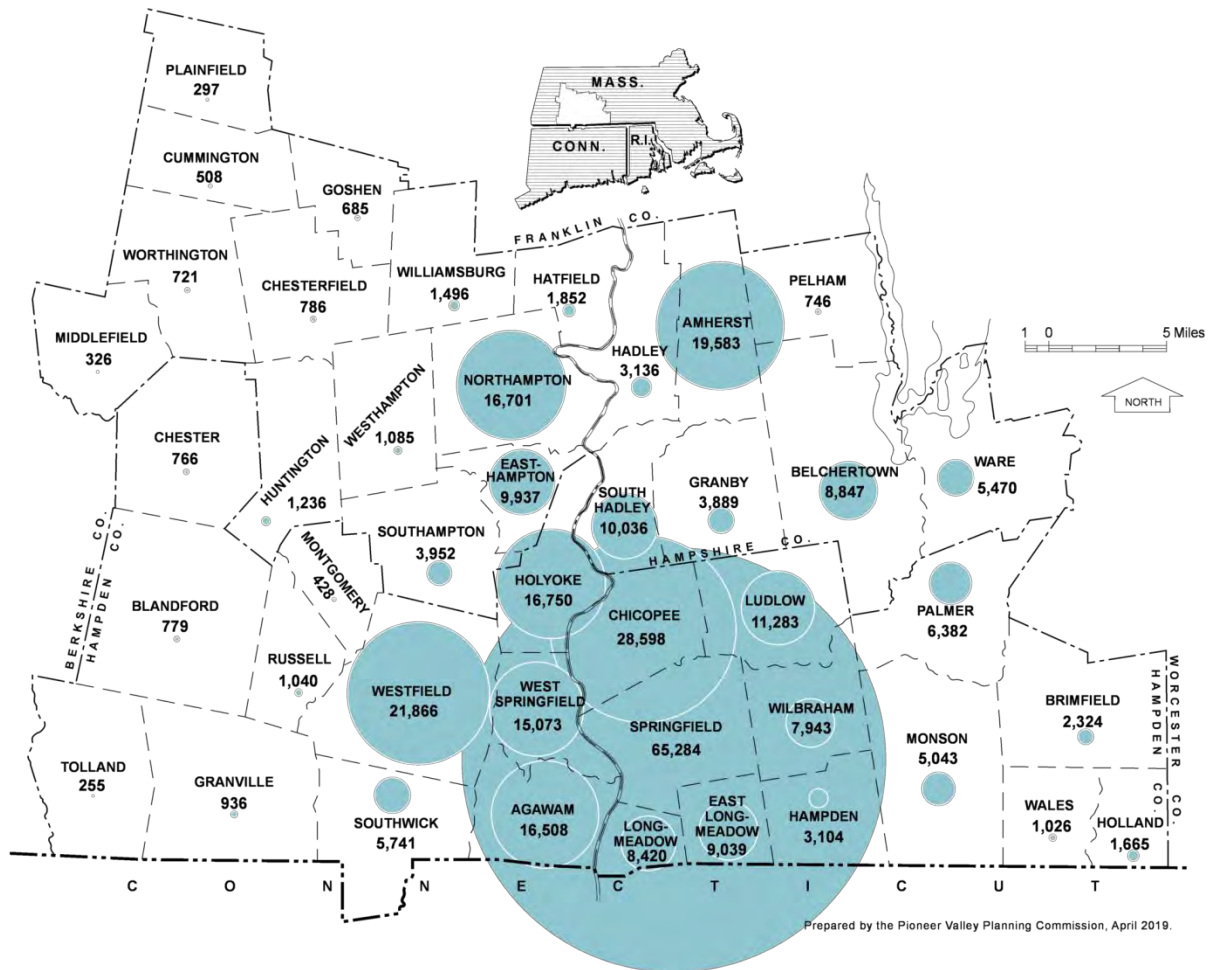 PLAINFIELD
297
MASS.
CONN.
R.I.
CUMMINGTON
508
GOSHEN
685
FRANKLIN CO.
WORTHINGTON
721
CHESTERFIELD
786
WILLIAMSBURG
1,496
HATFIELD
1,852
AMHERST
19,583
PELHAM
746
1 0 5 Miles
NORTH
MIDDLEFIELD
326
HADLEY
3,136
NORTHAMPTON
16,701
WESTHAMPTON
1,085
CHESTER
766
HUNTINGTON
1,236
EAST-
HAMPTON
9,937
SOUTH
HADLEY
10,036
GRANBY
3,889
BELCHERTOWN
8,847
WARE
5,470
SOUTHAMPTON
3,952
MONTGOMERY
428
HAMPSHIRE CO.
HOLYOKE
16,750
CHICOPEE
28,598
LUDLOW
11,283
PALMER
6,382
BERKSHIRE CO.
HAMPDEN CO.
BLANDFORD
779
RUSSELL
1,040
WESTFIELD
21,866
WEST
SPRINGFIELD
15,073
SPRINGFIELD
65,284
WILBRAHAM
7,943
MONSON
5,043
BRIMFIELD
2,324
WORCESTER CO.
HAMPDEN CO.
TOLLAND
255
GRANVILLE
936
SOUTHWICK
5,741
AGAWAM
16,508
LONG-
MEADOW
8,420
EAST
LONG-
MEADOW
9,039
HAMPDEN
3,104
WALES
1,026
HOLLAND
1,665
C O N N E C T I C U T
Prepared by the Pioneer Valley Planning Commission, April 2019.